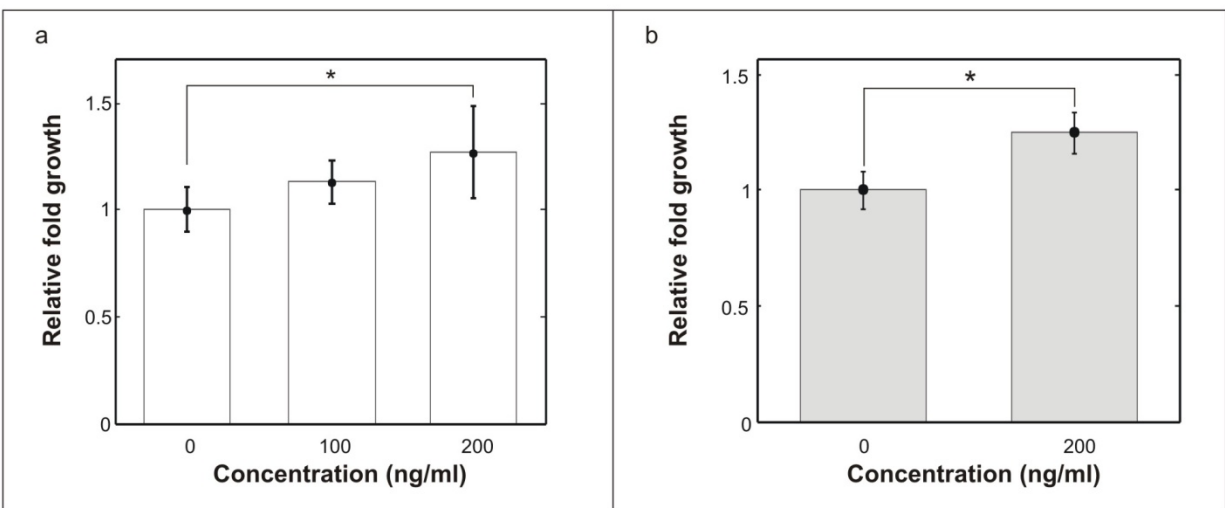 a
*
1.5
1
0.5
0
Relative fold growth
0
100
200
Concentration (ng/ml)
b
*
1.5
1
0.5
0
Relative fold growth
0
200
Concentration (ng/ml)